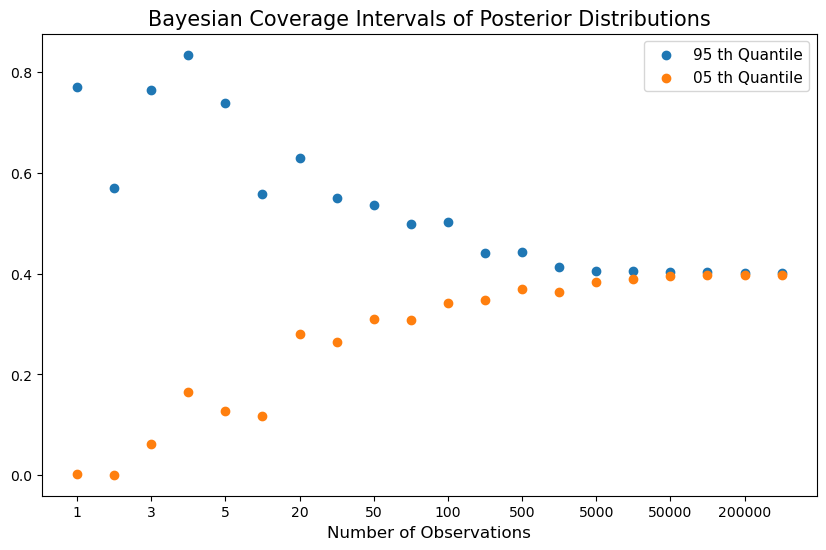 Bayesian Coverage Intervals of Posterior Distributions
95 th Quantile
05 th Quantile
0.8
0.6
0.4
0.2
0.0
1 3 5 20 50 100 500 5000 50000 200000
Number of Observations